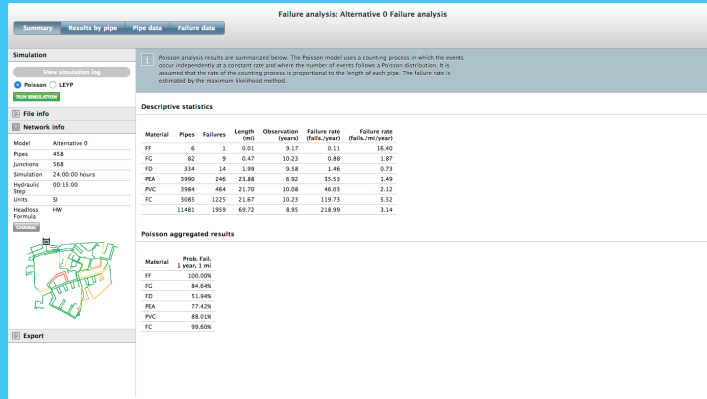 Failure analysis: Alternative 0 Failure analysis
Summary Results by pipe Pipe data Failure data
Simulation
View simulation log
Poisson LEYP
RUN SIMULATION
File info
Network info
Model Alternative 0
Pipes 458
Junctions 568
Simulation 24:00:00 hours
Hydraulic Step 00:15:00
Units SI
Headloss Formula HW
CHANGE
Export
Poisson analysis results are summarized below. The Poisson model uses a counting process in which the events
occur independently at a constant rate and where the number of events follows a Poisson distribution. It is
assumed that the rate of the counting process is proportional to the length of each pipe. The failure rate is
estimated by the maximum likelihood method.
Descriptive statistics
Material Pipes Failures Length (mi) Observation (years) Failure rate (fails./year) Failure rate (fails./mi/year)
FF 6 1 0.01 9.17 0.11 16.40
FG 82 9 0.47 10.23 0.88 1.87
FD 334 14 1.99 9.58 1.46 0.73
PEA 3990 246 23.88 6.92 35.53 1.49
PVC 3984 464 21.70 10.08 46.03 2.12
FC 3085 1225 21.67 10.23 119.73 5.52
11481 1959 69.72 8.95 218.99 3.14
Poisson aggregated results
Material Prob. Fail. 1 year, 1 mi
FF 100.00%
FG 84.64%
FD 51.94%
PEA 77.42%
PVC 88.01%
FC 99.60%